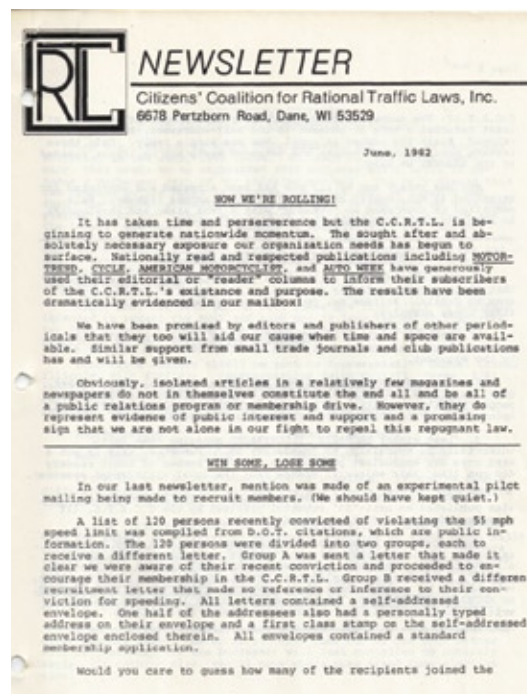 RTL
NEWSLETTER
Citizens' Coalition for Rational Traffic Laws, Inc.
6678 Pertzborn Road, Dane, WI 53529
June, 1982
NOW WE'RE ROLLING!
It has takes time and perserverence but the C.C.R.T.L. is be-
ginning to generate nationwide momentum. The sought after and ab-
solutely necessary exposure our organization needs has begun to
surface. Nationally read and respected publications including MOTOR-
TREND, CYCLE, AMERICAN MOTORCYCLIST, and AUTO WEEK have generously
used their editorial or "reader" columns to inform their subscribers
of the C.C.R.T.L.'s existance and purpose. The results have been
dramatically evidenced in our mailbox!
We have been promised by editors and publishers of other period-
icals that they too will aid our cause when time and space are avail-
able. Similar support from small trade journals and club publications
has and will be given.
Obviously, isolated articles in a relatively few magazines and
newspapers do not in themselves constitute the end all and be all of
a public relations program or membership drive. However, they do
represent evidence of public interest and support and a promising
sign that we are not alone in our fight to repeal this repugnant law.
WIN SOME, LOSE SOME
In our last newsletter, mention was made of an experimental pilot
mailing being made to recruit members. (We should have kept quiet.)
A list of 120 persons recently convicted of violating the 55 mph
speed limit was compiled from D.O.T. citations, which are public in-
formation. The 120 persons were divided into two groups, each to
receive a different letter. Group A was sent a letter that made it
clear we were aware of their recent conviction and proceeded to en-
courage their membership in the C.C.R.T.L. Group B received a differen
recruitment letter that made no reference or inference to their con-
viction for speeding. All letters contained a self-addressed
envelope. One half of the addressees also had a personally typed
address on their envelope and a first class stamp on the self-addressed
envelope enclosed therein. All envelopes contained a standard
membership application.
Would you care to guess how many of the recipients joined the